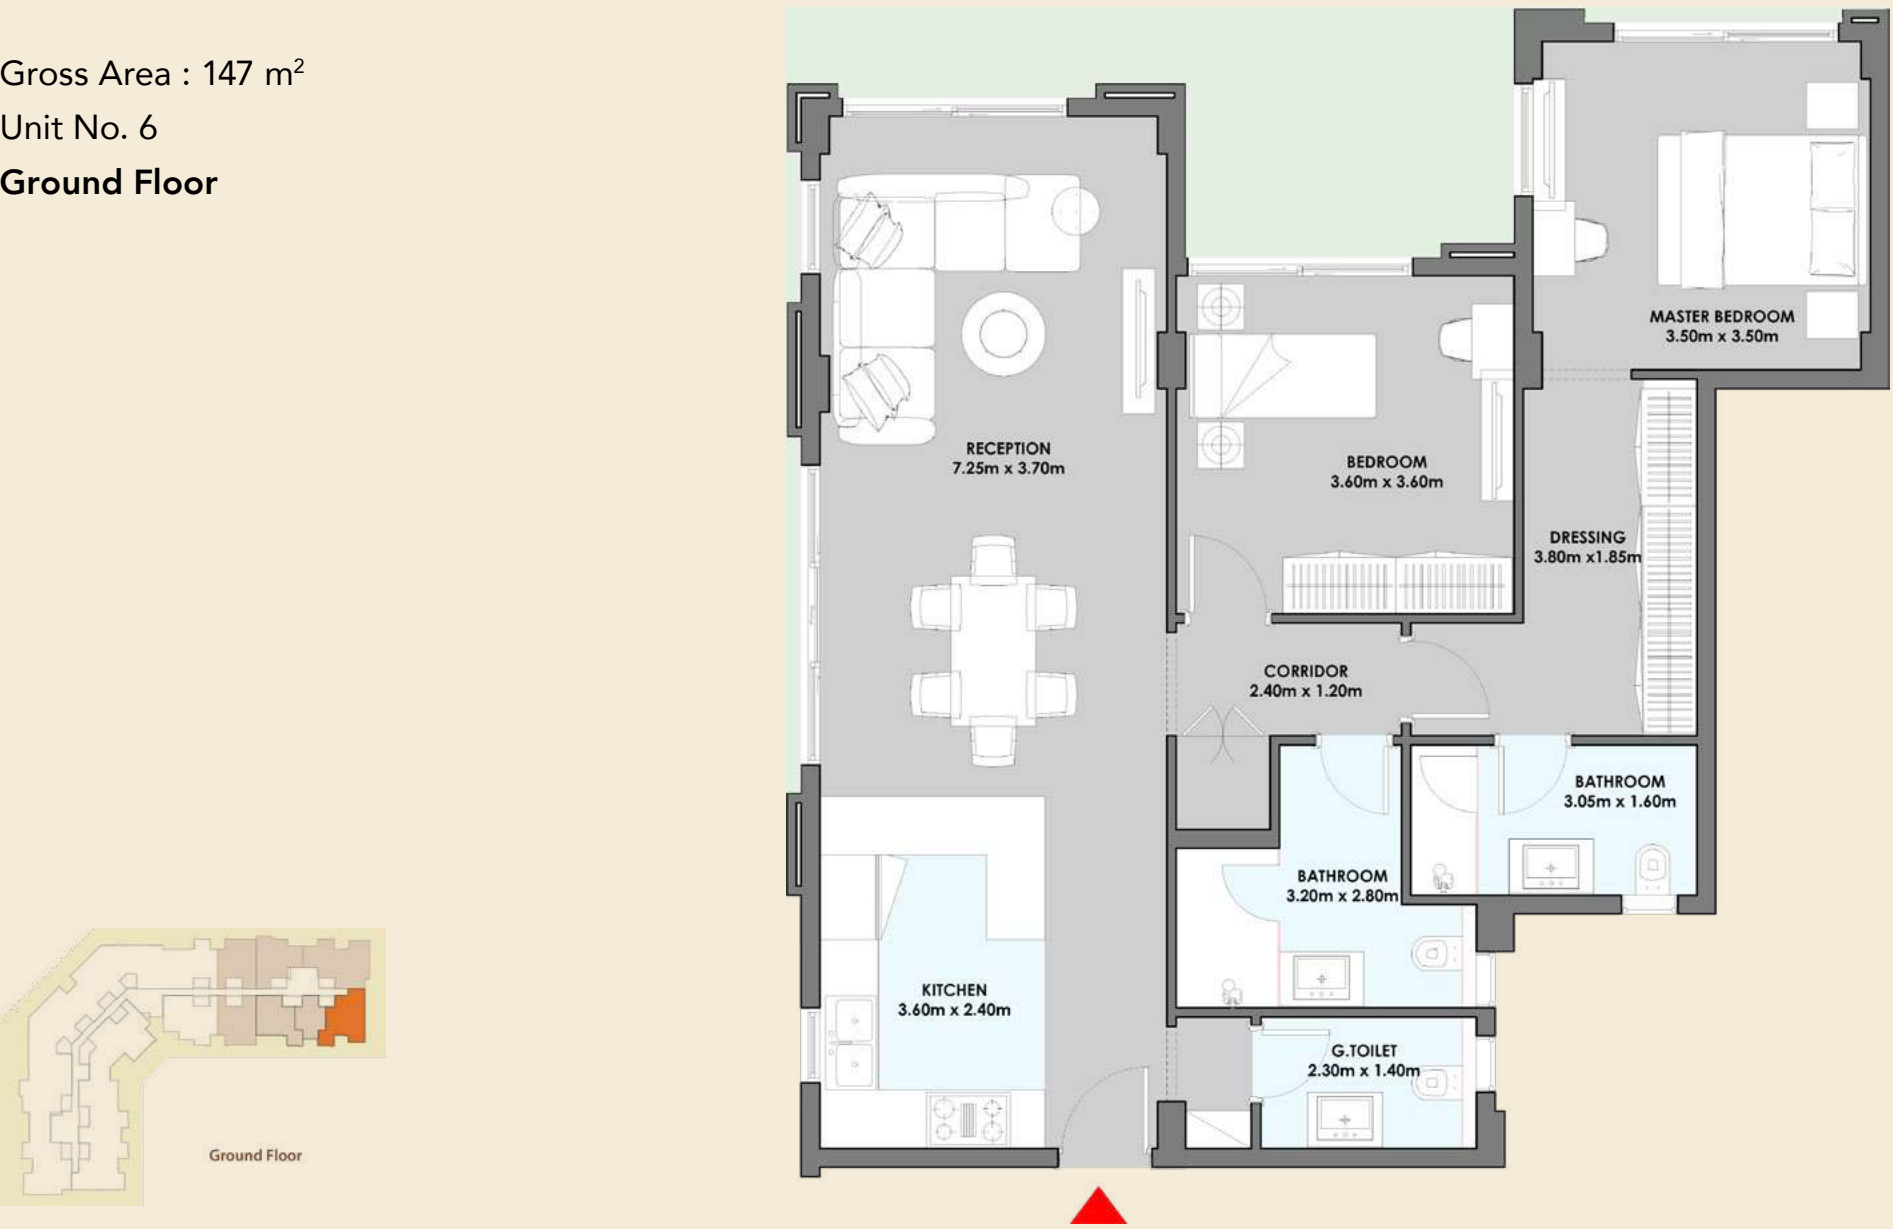 Gross Area : 147 m²
Unit No. 6
Ground Floor
MASTER BEDROOM
3.50m x 3.50m
RECEPTION
7.25m x 3.70m
BEDROOM
3.60m x 3.60m
DRESSING
3.80m x1.85m
CORRIDOR
2.40m x 1.20m
BATHROOM
3.05m x 1.60m
BATHROOM
3.20m x 2.80m
KITCHEN
3.60m x 2.40m
G.TOILET
2.30m x 1.40m
Ground Floor